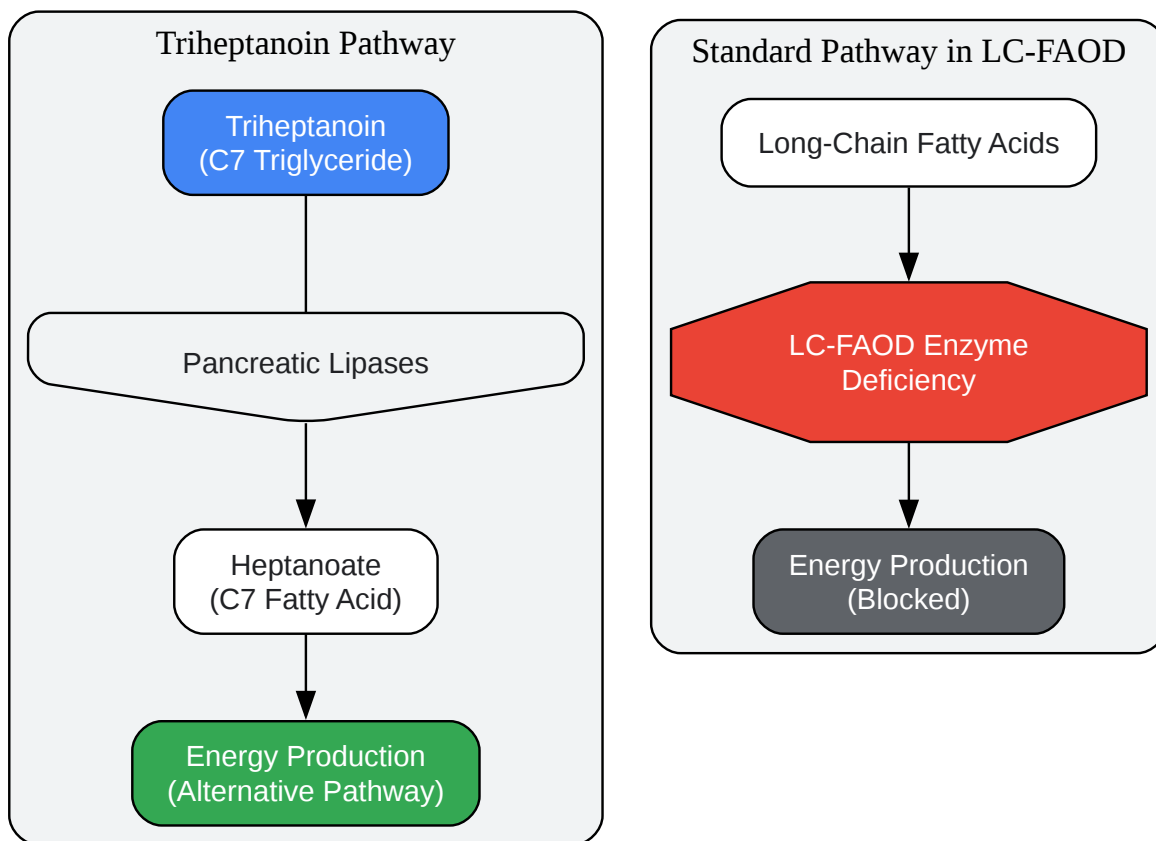 Triheptanoin Pathway
Triheptanoin
(C7 Triglyceride)
Pancreatic Lipases
Heptanoate
(C7 Fatty Acid)
Energy Production
(Alternative Pathway)
Standard Pathway in LC-FAOD
Long-Chain Fatty Acids
LC-FAOD Enzyme
Deficiency
Energy Production
(Blocked)